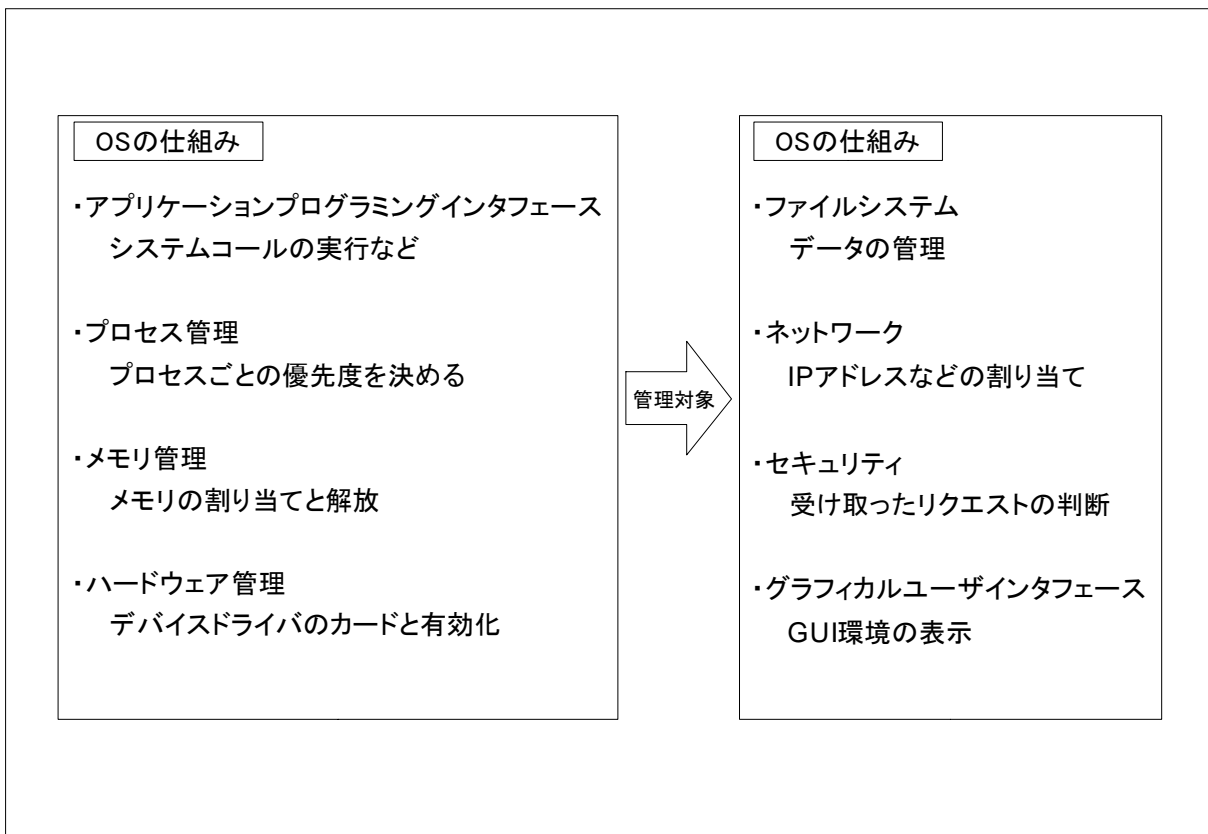 OSの仕組み
・アプリケーションプログラミングインタフェース
システムコールの実行など
・プロセス管理
プロセスごとの優先度を決める
・メモリ管理
メモリの割り当てと解放
・ハードウェア管理
デバイスドライバのカードと有効化
管理対象
OSの仕組み
・ファイルシステム
データの管理
・ネットワーク
IPアドレスなどの割り当て
・セキュリティ
受け取ったリクエストの判断
・グラフィカルユーザインタフェース
GUI環境の表示